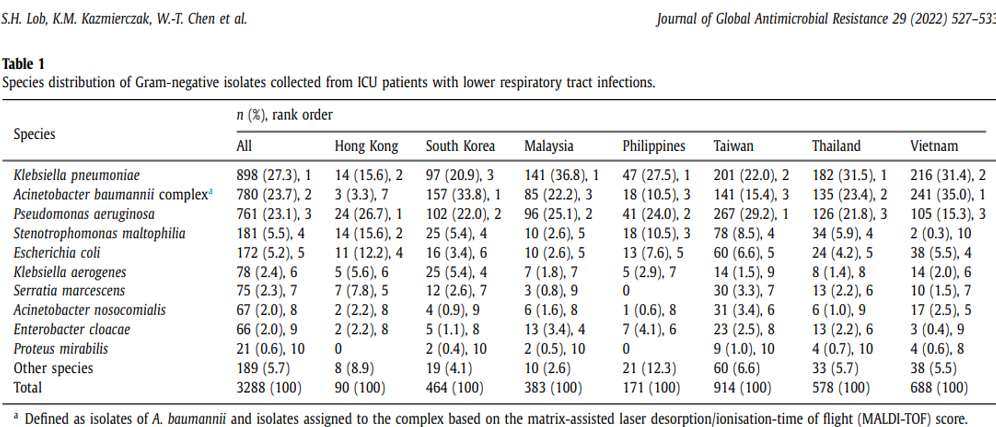 S.H. Lob, K.M. Kazmierczak, W.-T. Chen et al. Journal of Global Antimicrobial Resistance 29 (2022) 527–533
Table 1
Species distribution of Gram-negative isolates collected from ICU patients with lower respiratory tract infections.
n (%), rank order
Species
All Hong Kong South Korea Malaysia Philippines Taiwan Thailand Vietnam
Klebsiella pneumoniae 898 (27.3), 1 14 (15.6), 2 97 (20.9), 3 141 (36.8), 1 47 (27.5), 1 201 (22.0), 2 182 (31.5), 1 216 (31.4), 2
Acinetobacter baumannii complexᵃ 780 (23.7), 2 3 (3.3), 7 157 (33.8), 1 85 (22.2), 3 18 (10.5), 3 141 (15.4), 3 135 (23.4), 2 241 (35.0), 1
Pseudomonas aeruginosa 761 (23.1), 3 24 (26.7), 1 102 (22.0), 2 96 (25.1), 2 41 (24.0), 2 267 (29.2), 1 126 (21.8), 3 105 (15.3), 3
Stenotrophomonas maltophilia 181 (5.5), 4 14 (15.6), 2 25 (5.4), 4 10 (2.6), 5 18 (10.5), 3 78 (8.5), 4 34 (5.9), 4 2 (0.3), 10
Escherichia coli 172 (5.2), 5 11 (12.2), 4 16 (3.4), 6 10 (2.6), 5 13 (7.6), 5 60 (6.6), 5 24 (4.2), 5 38 (5.5), 4
Klebsiella aerogenes 78 (2.4), 6 5 (5.6), 6 25 (5.4), 4 7 (1.8), 7 5 (2.9), 7 14 (1.5), 9 8 (1.4), 8 14 (2.0), 6
Serratia marcescens 75 (2.3), 7 7 (7.8), 5 12 (2.6), 7 3 (0.8), 9 0 30 (3.3), 7 13 (2.2), 6 10 (1.5), 7
Acinetobacter nosocomialis 67 (2.0), 8 2 (2.2), 8 4 (0.9), 9 6 (1.6), 8 1 (0.6), 8 31 (3.4), 6 6 (1.0), 9 17 (2.5), 5
Enterobacter cloacae 66 (2.0), 9 2 (2.2), 8 5 (1.1), 8 13 (3.4), 4 7 (4.1), 6 23 (2.5), 8 13 (2.2), 6 3 (0.4), 9
Proteus mirabilis 21 (0.6), 10 0 2 (0.4), 10 2 (0.5), 10 0 9 (1.0), 10 4 (0.7), 10 4 (0.6), 8
Other species 189 (5.7) 8 (8.9) 19 (4.1) 10 (2.6) 21 (12.3) 60 (6.6) 33 (5.7) 38 (5.5)
Total 3288 (100) 90 (100) 464 (100) 383 (100) 171 (100) 914 (100) 578 (100) 688 (100)
ᵃ Defined as isolates of A. baumannii and isolates assigned to the complex based on the matrix-assisted laser desorption/ionisation-time of flight (MALDI-TOF) score.